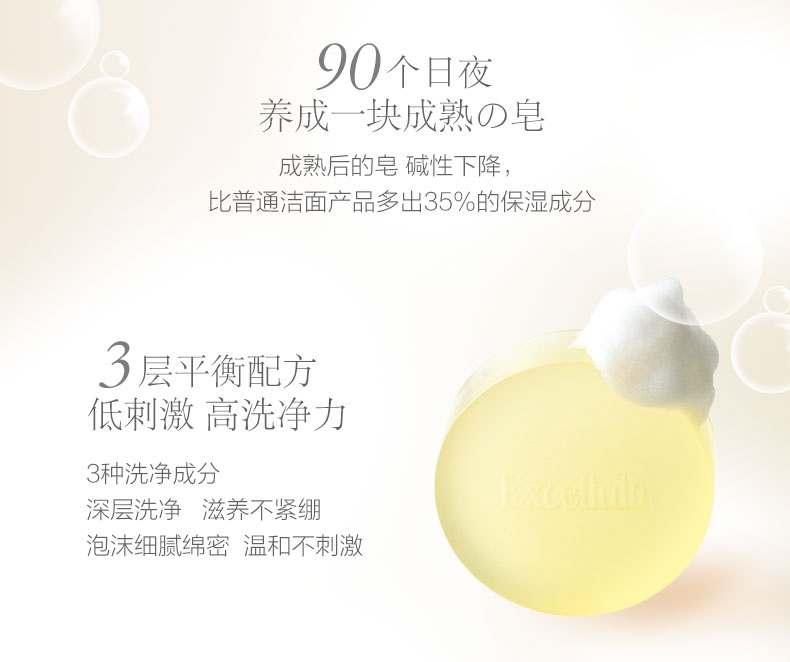 90个日夜
养成一块成熟の皂
成熟后的皂 碱性下降，
比普通洁面产品多出35%的保湿成分
3层平衡配方
低刺激 高洗净力
3种洗净成分
深层洗净 滋养不紧绷
泡沫细腻绵密 温和不刺激
Excellula